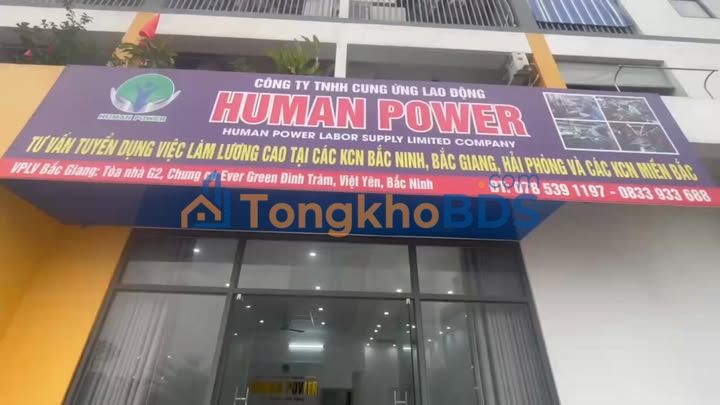 CÔNG TY TNHH CUNG ỨNG LAO ĐỘNG
HUMAN POWER
HUMAN POWER
HUMAN POWER LABOR SUPPLY LIMITED COMPANY
TƯ VẤN TUYỂN DỤNG VIỆC LÀM LƯƠNG CAO TẠI CÁC KCN BẮC NINH, BẮC GIANG, HẢI PHÒNG VÀ CÁC KCN MIỀN BẮC
VPLV Bắc Giang: Tòa nhà G2, Chung cư Ever Green Đình Trám, Việt Yên, Bắc Ninh
ĐT: 078 539 1197 - 0833 933 688
TongkhoBDS
.com
HUMAN POWER